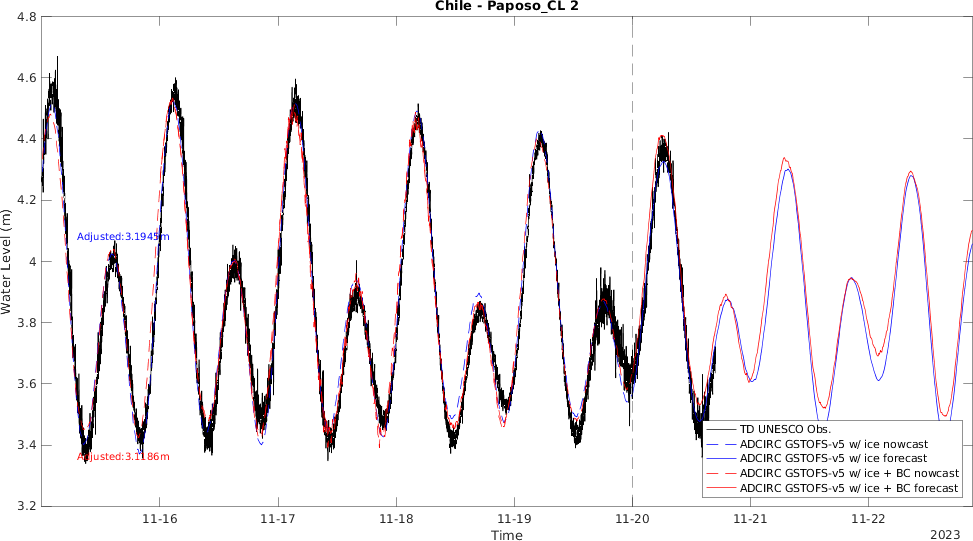 Chile - Paposo_CL 2
4.8
4.6
4.4
4.2
4
3.8
3.6
3.4
3.2
Water Level (m)
Adjusted:3.1945m
Adjusted:3.1186m
TD UNESCO Obs.
ADCIRC GSTOFS-v5 w/ ice nowcast
ADCIRC GSTOFS-v5 w/ ice forecast
ADCIRC GSTOFS-v5 w/ ice + BC nowcast
ADCIRC GSTOFS-v5 w/ ice + BC forecast
11-16 11-17 11-18 11-19 11-20 11-21 11-22
Time
2023